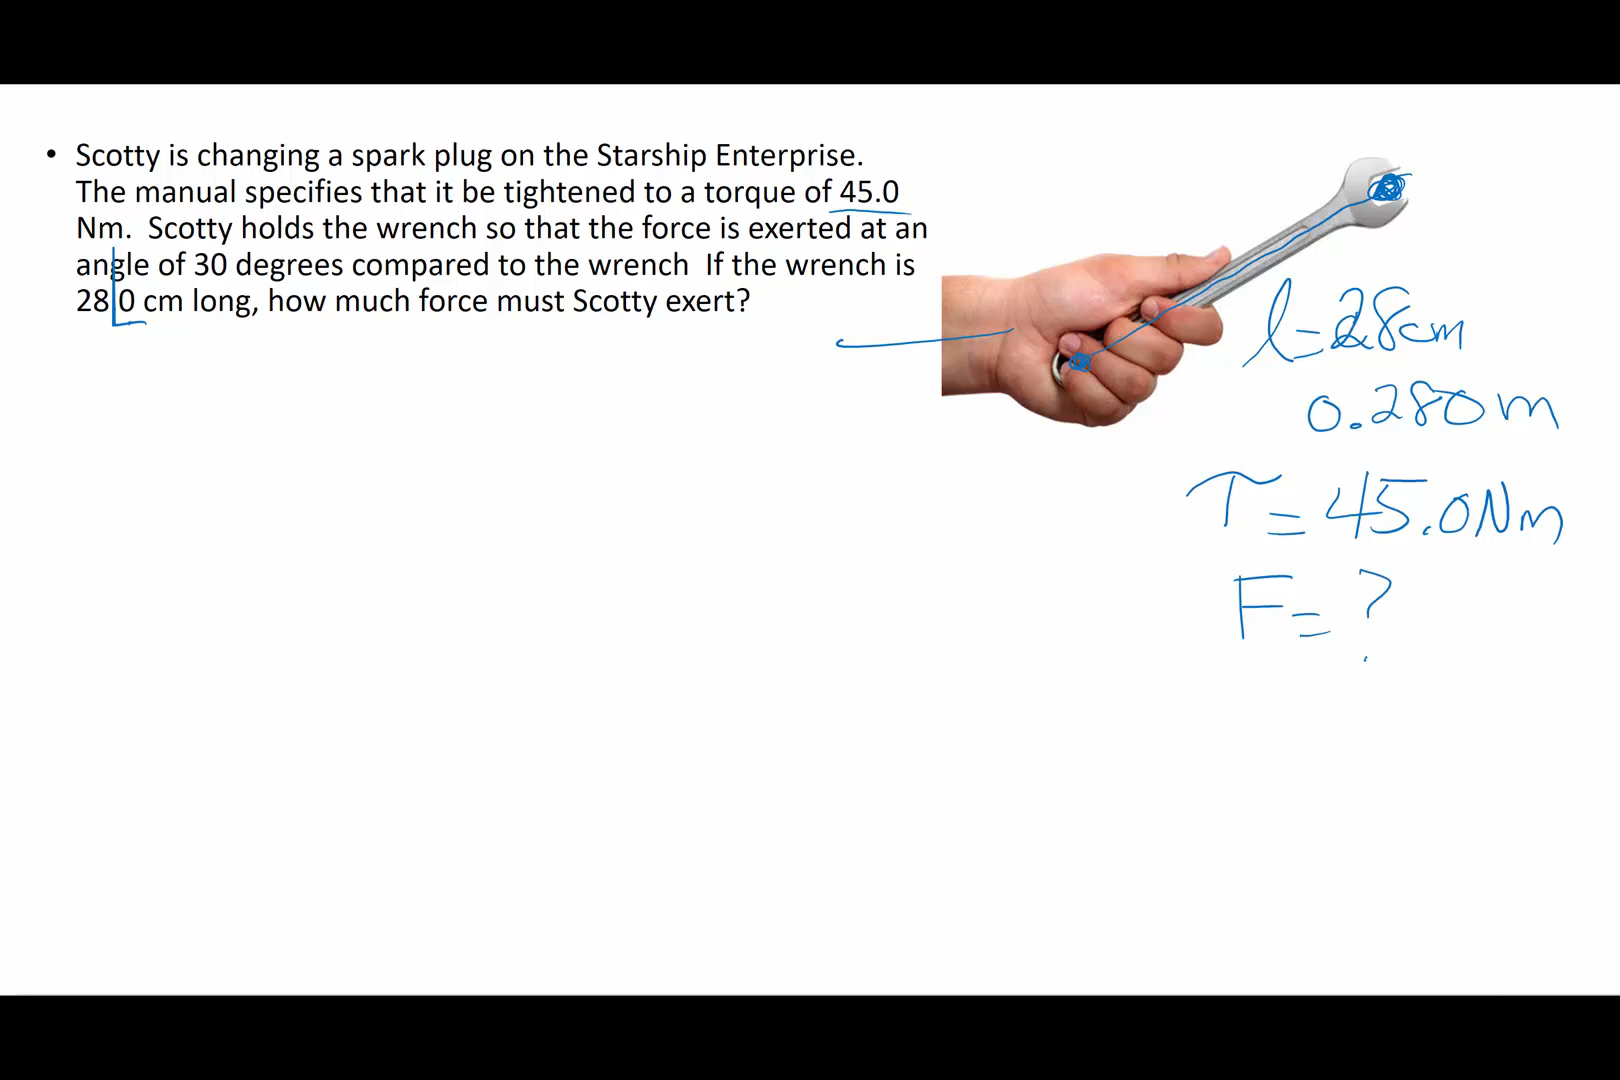 • Scotty is changing a spark plug on the Starship Enterprise.
The manual specifies that it be tightened to a torque of 45.0
Nm. Scotty holds the wrench so that the force is exerted at an
angle of 30 degrees compared to the wrench If the wrench is
28.0 cm long, how much force must Scotty exert?
l = 28cm
0.280 m
τ = 45.0 Nm
F = ?